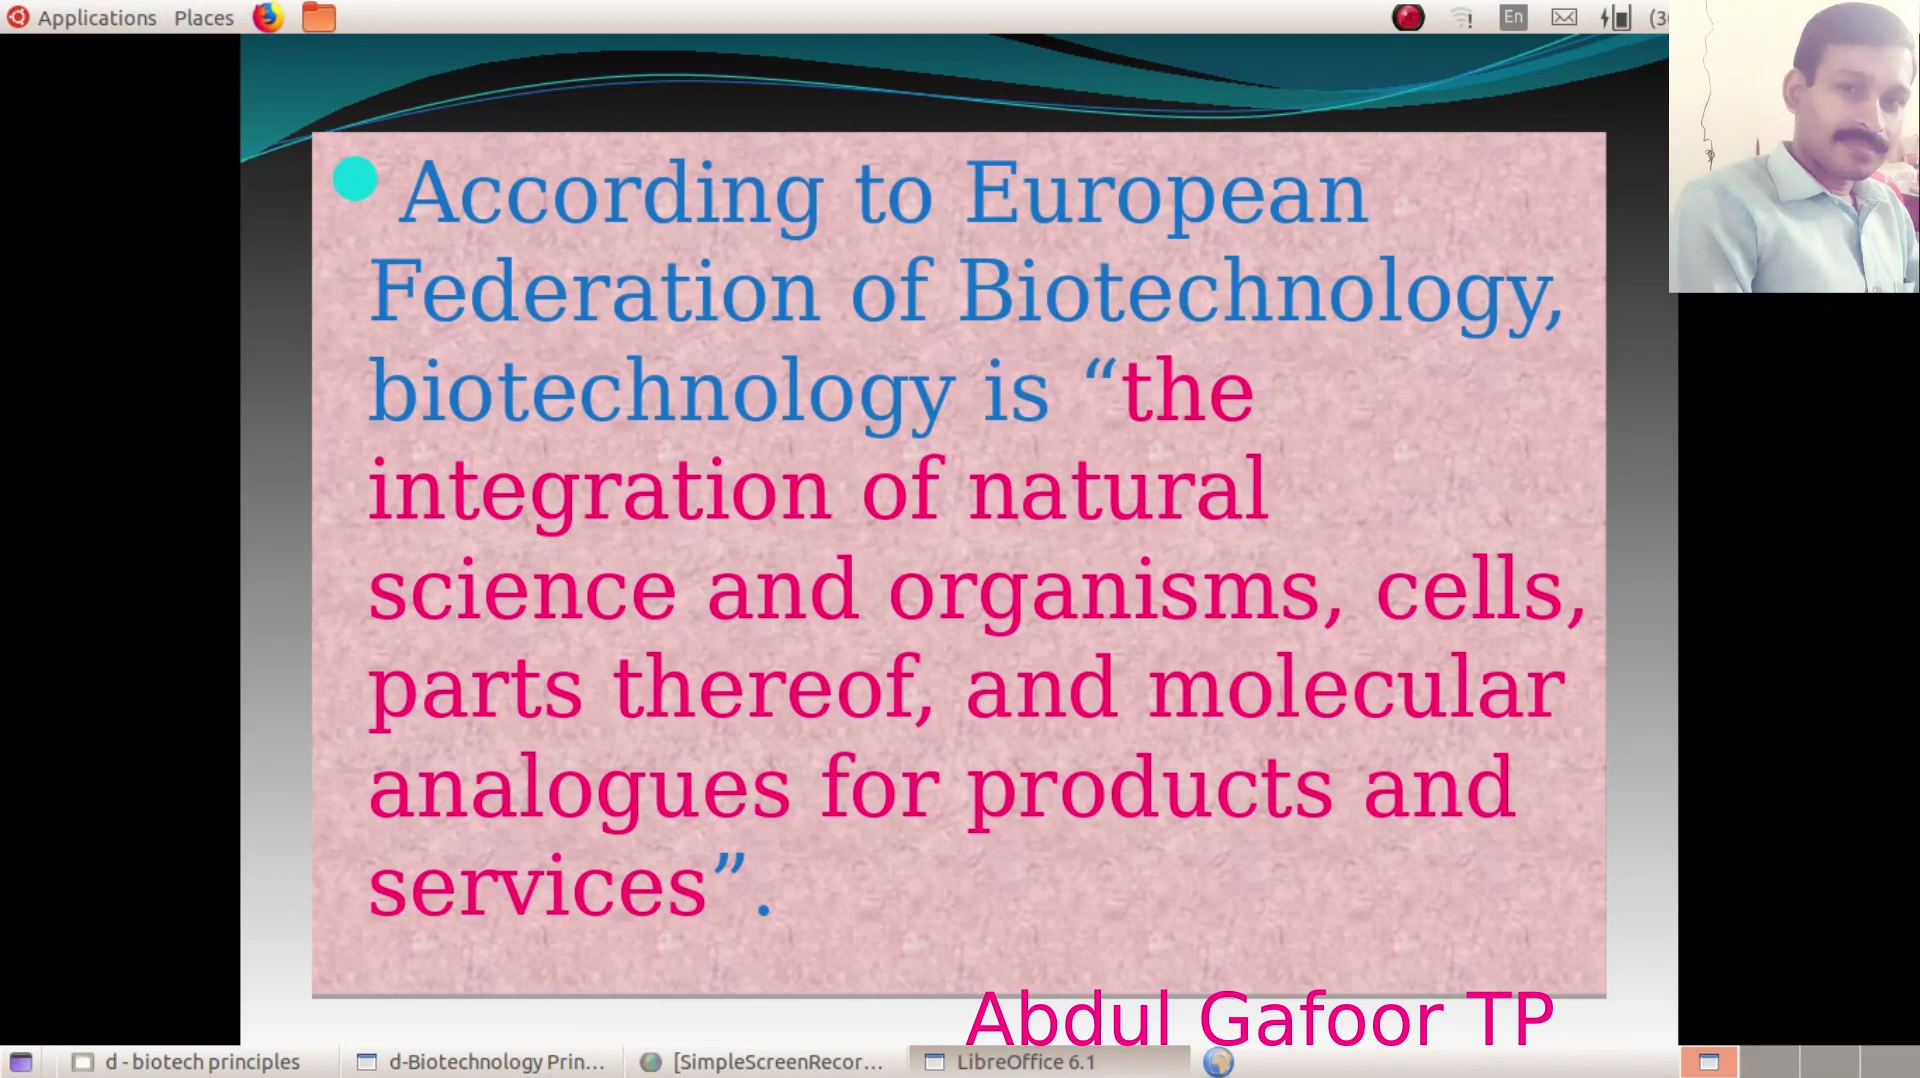 Applications Places
En
According to European
Federation of Biotechnology,
biotechnology is “the
integration of natural
science and organisms, cells,
parts thereof, and molecular
analogues for products and
services”.
Abdul Gafoor TP
d - biotech principles
d-Biotechnology Prin...
[SimpleScreenRecor...
LibreOffice 6.1